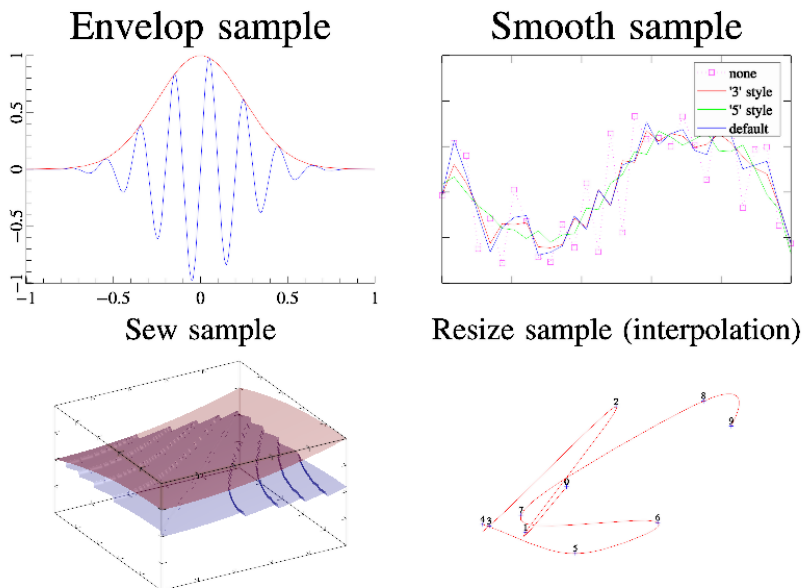 Envelop sample
Smooth sample
1
0.5
0
−0.5
−1
−1
−0.5
0
0.5
1
none
'3' style
'5' style
default
Sew sample
Resize sample (interpolation)
2
8
9
0
7
1
4
3
6
5